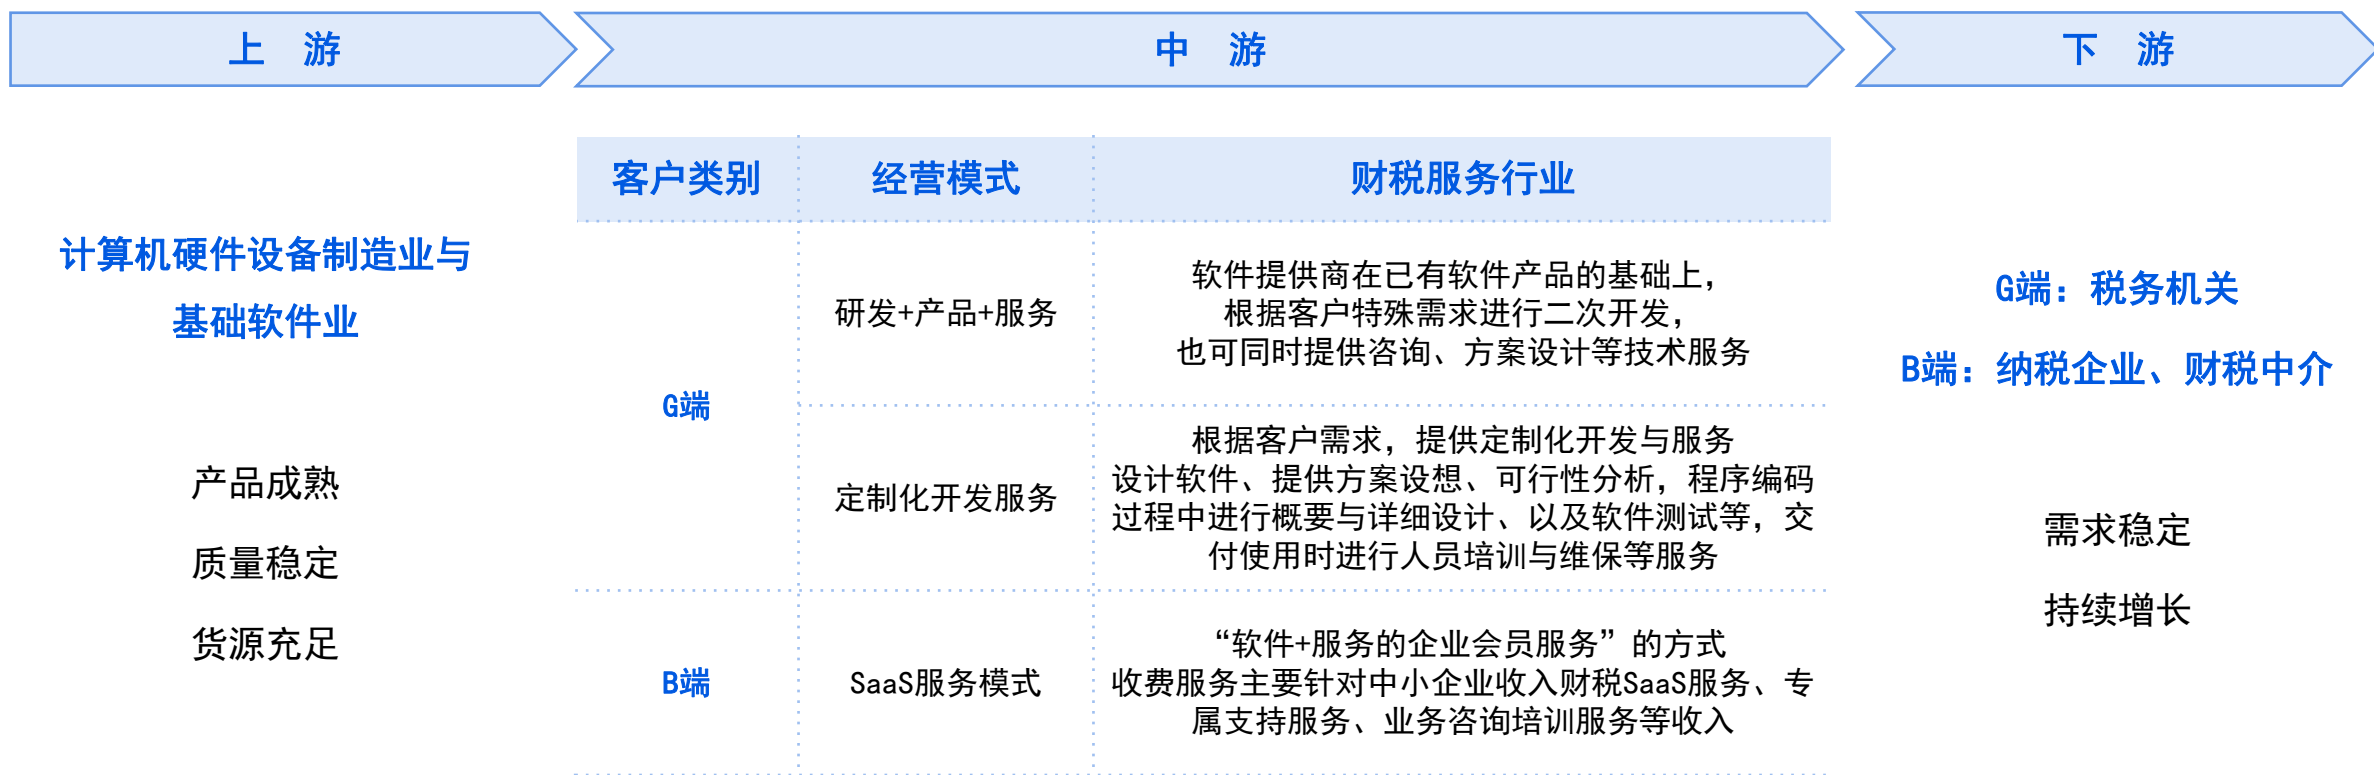 上 游
中 游
下 游
计算机硬件设备制造业与
基础软件业
产品成熟
质量稳定
货源充足
客户类别
经营模式
财税服务行业
G端
研发+产品+服务
软件提供商在已有软件产品的基础上，
根据客户特殊需求进行二次开发，
也可同时提供咨询、方案设计等技术服务
定制化开发服务
根据客户需求，提供定制化开发与服务
设计软件、提供方案设想、可行性分析，程序编码
过程中进行概要与详细设计、以及软件测试等，交
付使用时进行人员培训与维保等服务
B端
SaaS服务模式
“软件+服务的企业会员服务”的方式
收费服务主要针对中小企业收入财税SaaS服务、专
属支持服务、业务咨询培训服务等收入
G端：税务机关
B端：纳税企业、财税中介
需求稳定
持续增长